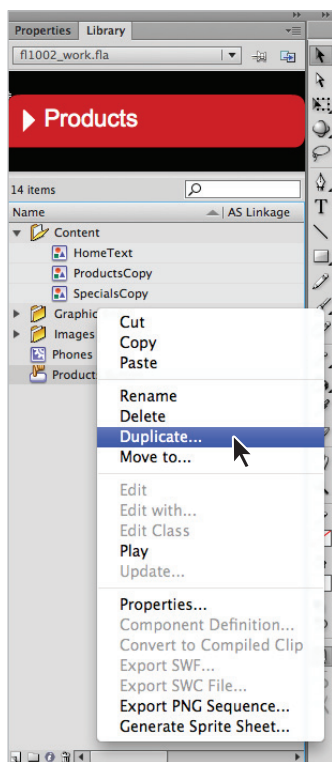 Properties Library
fl1002_work.fla
Products
14 items
Name AS Linkage
Content
HomeText
ProductsCopy
SpecialsCopy
Graphic
Images
Phones
Product
Cut
Copy
Paste
Rename
Delete
Duplicate...
Move to...
Edit
Edit with...
Edit Class
Play
Update...
Properties...
Component Definition...
Convert to Compiled Clip
Export SWF...
Export SWC File...
Export PNG Sequence...
Generate Sprite Sheet...